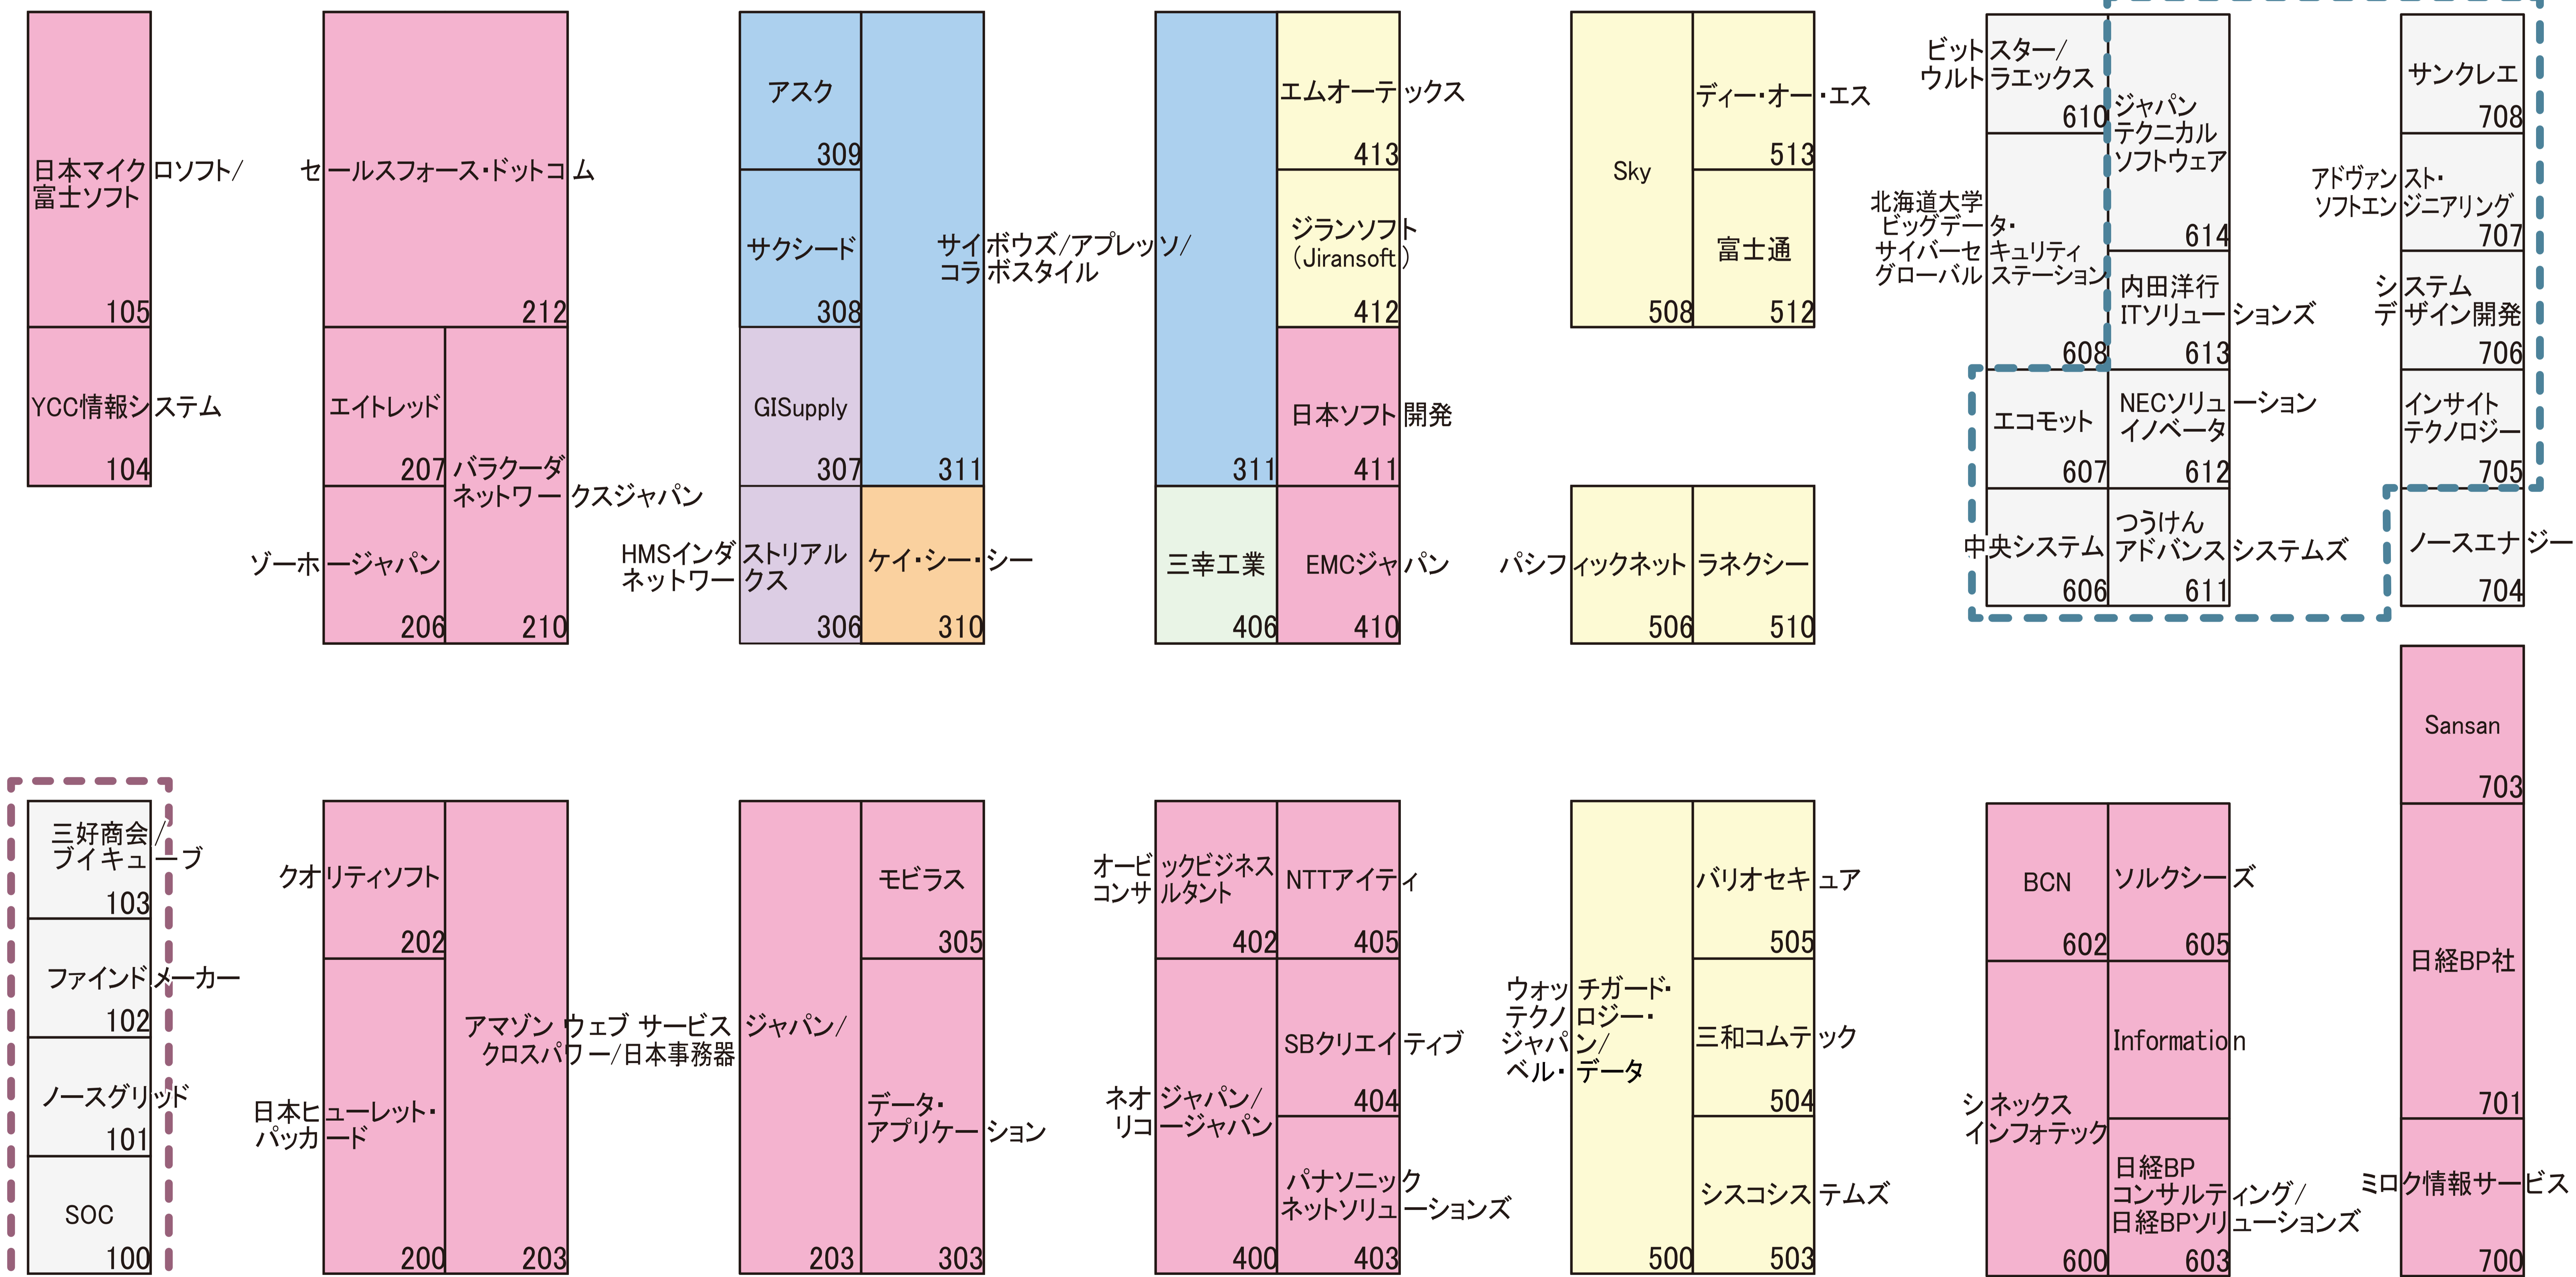 日本マイクロソフト/
富士ソフト
105
YCC情報システム
104
セールスフォース・ドットコム
212
エイトレッド
207
バラクーダ
ネットワークスジャパン
210
ゾーホージャパン
206
アスク
309
サクシード
308
GISupply
307
HMSインダストリアル
ネットワークス
306
サイボウズ/アプレッソ/
コラボスタイル
311
311
ケイ・シー・シー
310
エムオーテックス
413
ジランソフト
(Jiransoft)
412
日本ソフト開発
411
三幸工業
406
EMCジャパン
410
Sky
508
ディー・オー・エス
513
富士通
512
パシフィックネット
506
ラネクシー
510
ビットスター/
ウルトラエックス
610
北海道大学
ビッグデータ・
サイバーセキュリティ
グローバルステーション
608
ジャパン
テクニカル
ソフトウェア
614
内田洋行
ITソリューションズ
613
エコモット
607
NECソリューション
イノベータ
612
中央システム
606
つうけん
アドバンスシステムズ
611
サンクレエ
708
アドヴァンスト・
ソフトエンジニアリング
707
システム
デザイン開発
706
インサイト
テクノロジー
705
ノースエナジー
704
三好商会/
ブイキューブ
103
ファインドメーカー
102
ノースグリッド
101
SOC
100
クオリティソフト
202
日本ヒューレット・
パッカード
200
アマゾン ウェブ サービス ジャパン/
クロスパワー/日本事務器
203
203
モビラス
305
データ・
アプリケーション
303
オービックビジネス
コンサルタント
402
NTTアイティ
405
ネオジャパン/
リコージャパン
400
SBクリエイティブ
404
パナソニック
ネットソリューションズ
403
ウォッチガード・
テクノロジー・
ジャパン/
ベル・データ
500
バリオセキュア
505
三和コムテック
504
シスコシステムズ
503
BCN
602
ソルクシーズ
605
シネックス
インフォテック
600
Information
日経BP
コンサルティング/
日経BPソリューションズ
603
Sansan
703
日経BP社
701
ミロク情報サービス
700